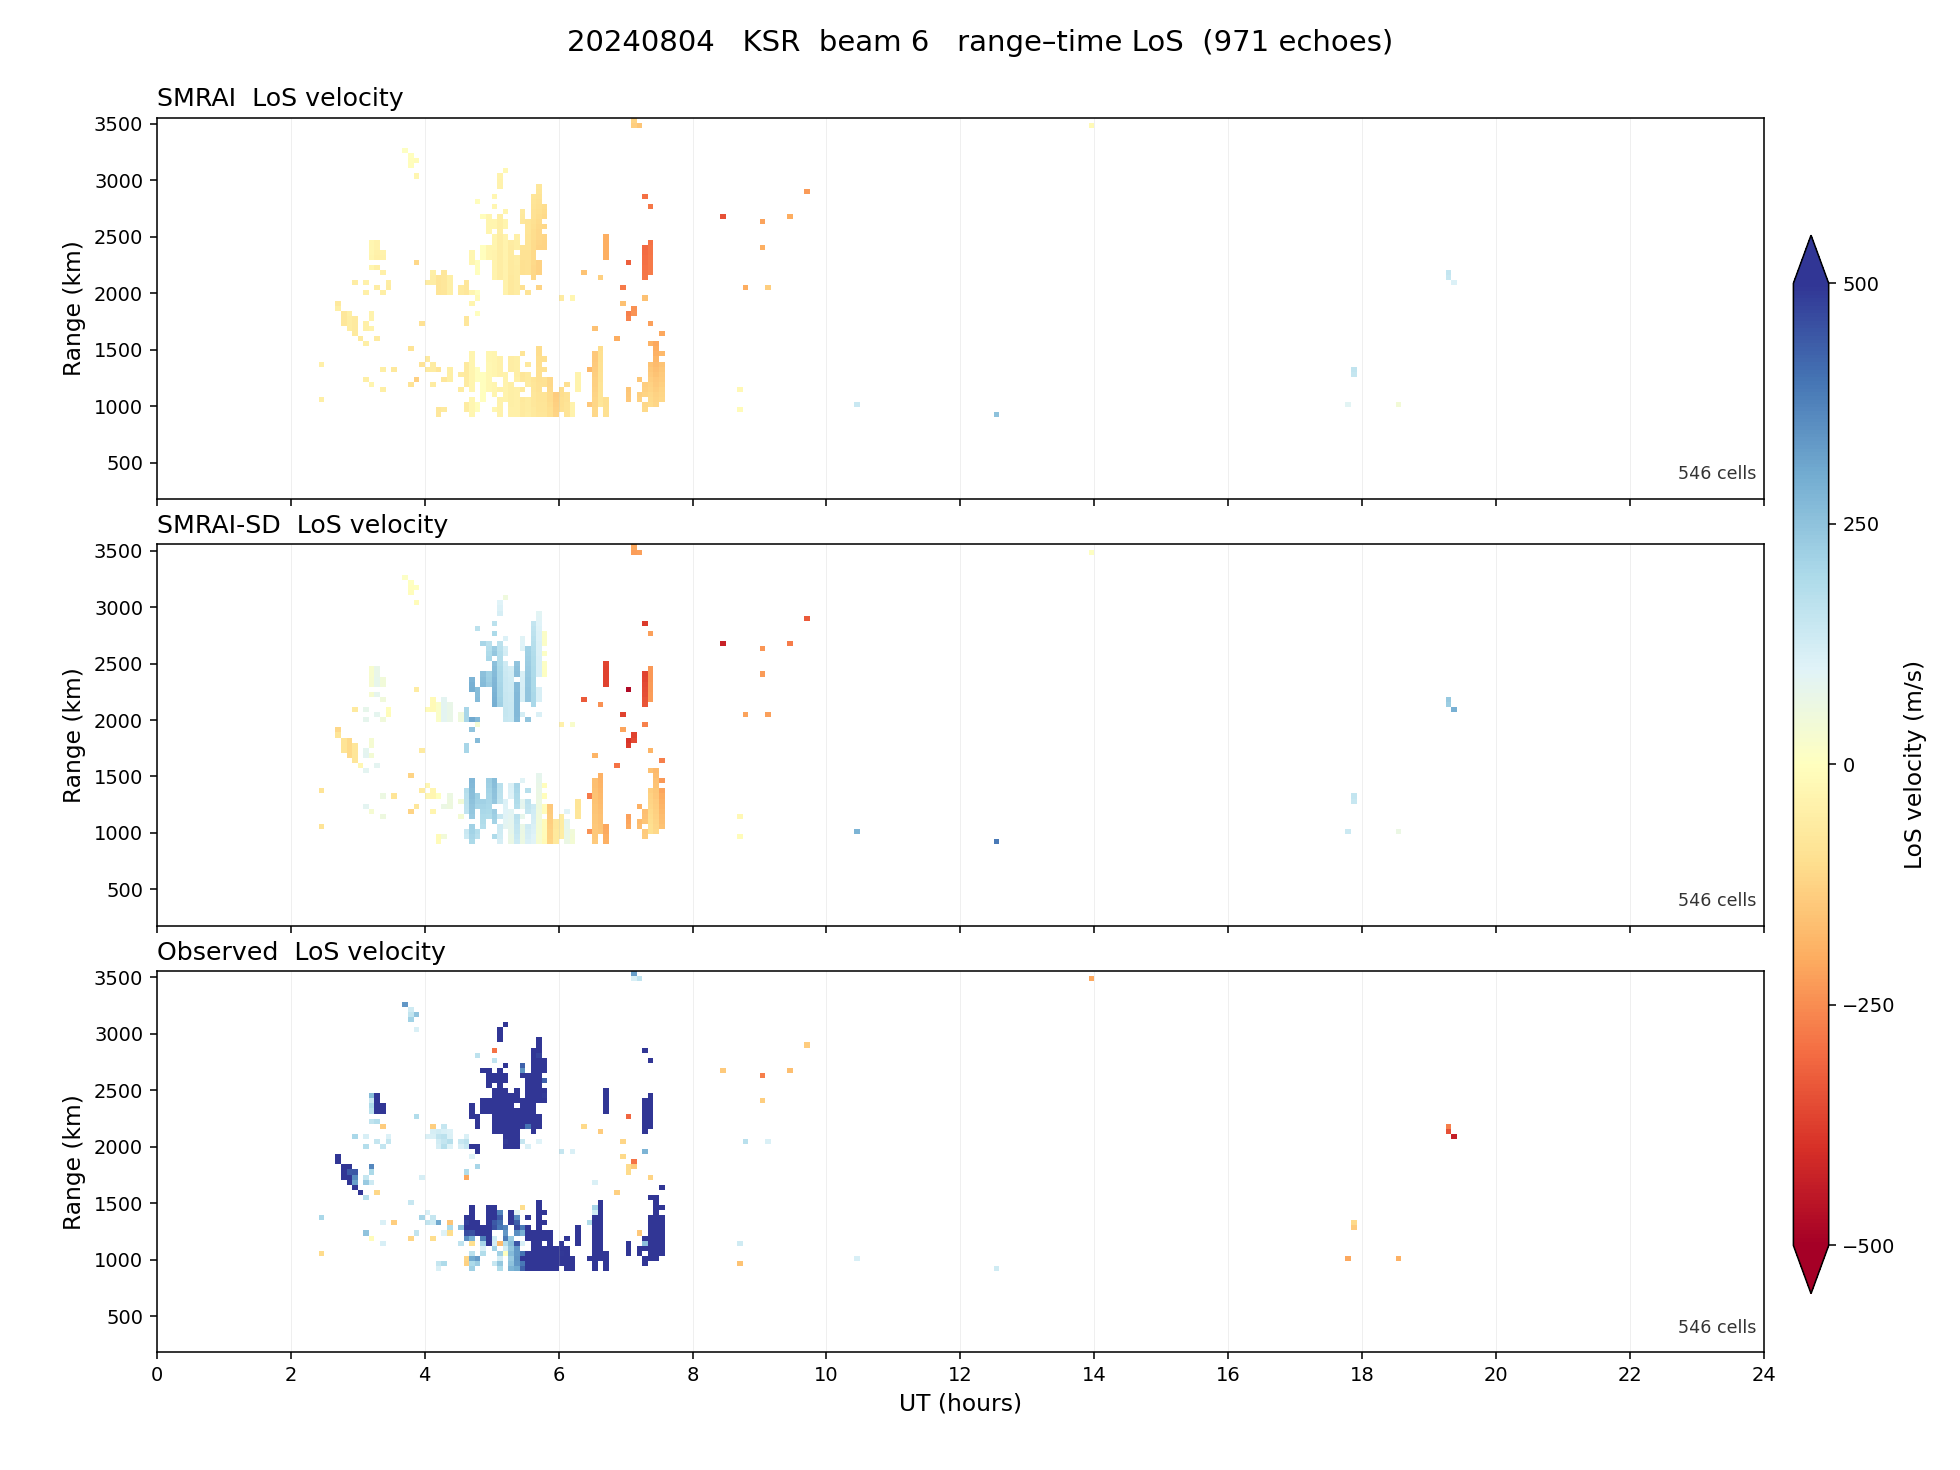 20240804   KSR  beam 6   range–time LoS  (971 echoes)
SMRAI  LoS velocity
3500
3000
2500
2000
1500
1000
500
Range (km)
546 cells
SMRAI-SD  LoS velocity
3500
3000
2500
2000
1500
1000
500
Range (km)
546 cells
Observed  LoS velocity
3500
3000
2500
2000
1500
1000
500
Range (km)
546 cells
0 2 4 6 8 10 12 14 16 18 20 22 24
UT (hours)
500
250
0
−250
−500
LoS velocity (m/s)